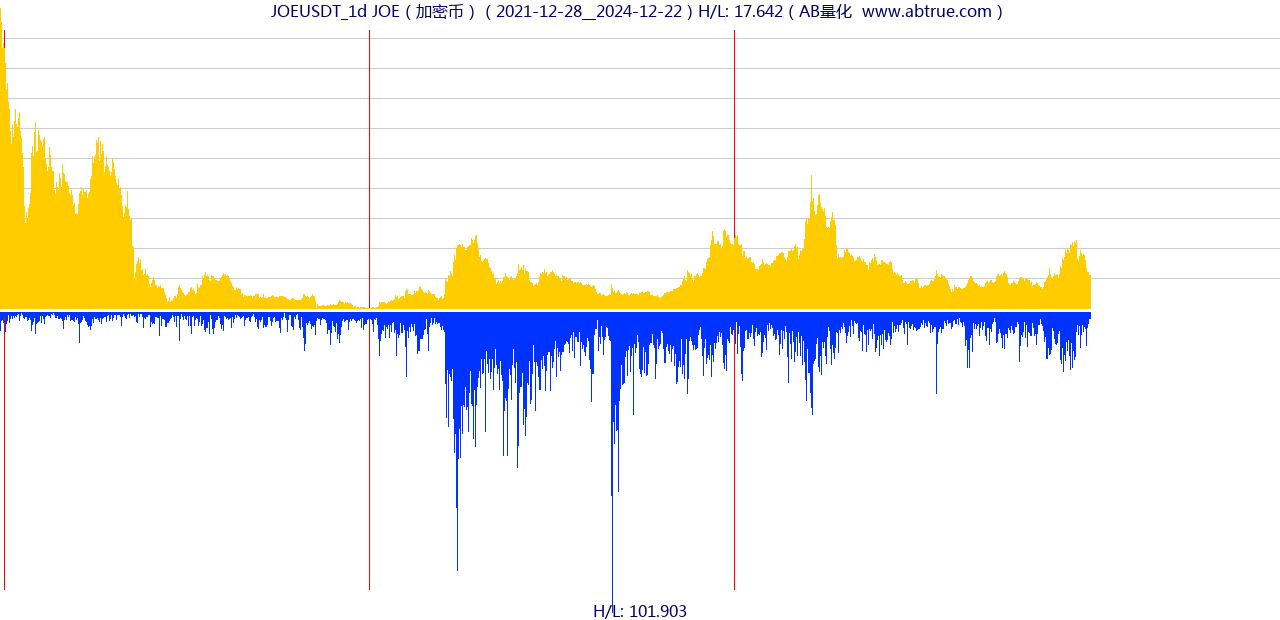 JOEUSDT_1d JOE ( 加密币 ) ( 2021-12-28__2024-12-22 ) H/L: 17.642 ( AB量化  www.abtrue.com )
H/L: 101.903